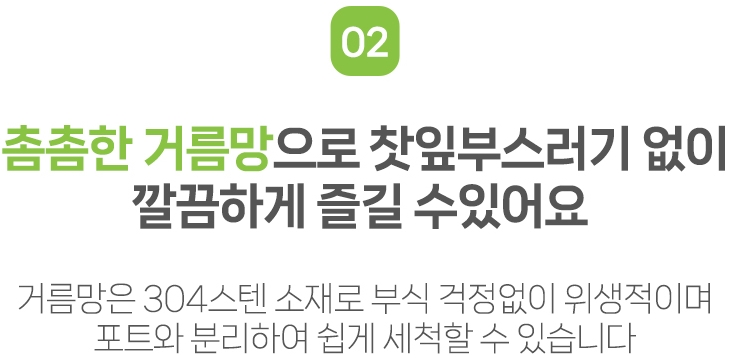 02
촘촘한 거름망으로 찻잎부스러기 없이
깔끔하게 즐길 수있어요
거름망은 304스텐 소재로 부식 걱정없이 위생적이며
포트와 분리하여 쉽게 세척할 수 있습니다